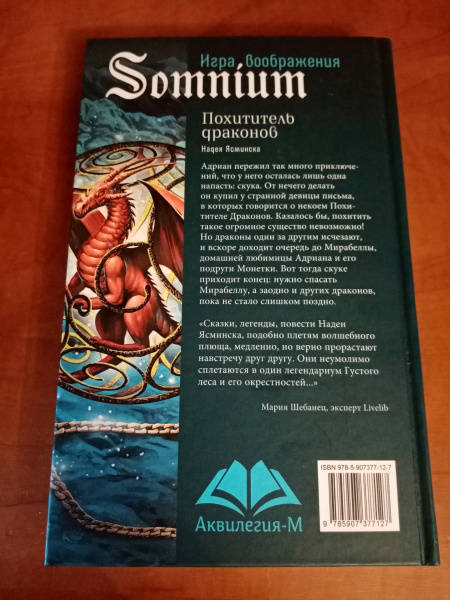 Игра воображения
Somnium
Похититель
драконов
Надея Ясминска
Адриан пережил так много приключе-
ний, что у него осталась лишь одна
напасть: скука. От нечего делать
он купил у странной девицы письма,
в которых говорится о некоем Похи-
тителе Драконов. Казалось бы, похитить
такое огромное существо невозможно!
Но драконы один за другим исчезают,
и вскоре доходит очередь до Мирабеллы,
домашней любимицы Адриана и его
подруги Монетки. Вот тогда скуке
приходит конец: нужно спасать
Мирабеллу, а заодно и других драконов,
пока не стало слишком поздно.
«Сказки, легенды, повести Надеи
Ясминска, подобно плетям волшебного
плюща, медленно, но верно прорастают
навстречу друг другу. Они неумолимо
сплетаются в один легендариум Густого
леса и его окрестностей...»
Мария Шебанец, эксперт Livelib
ISBN 978-5-907377-12-7
9 785907 377127
Аквилегия-М